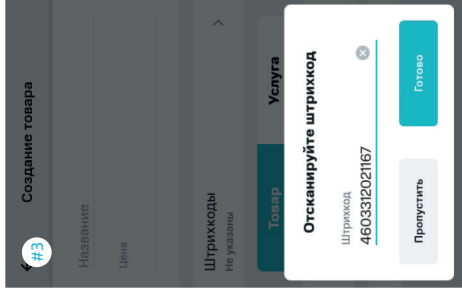 #3
Создание товара
Название
Цена
Штрихкоды
Не указаны
Товар
Услуга
Отсканируйте штрихкод
Штрихкод
4603312021167
Пропустить
Готово